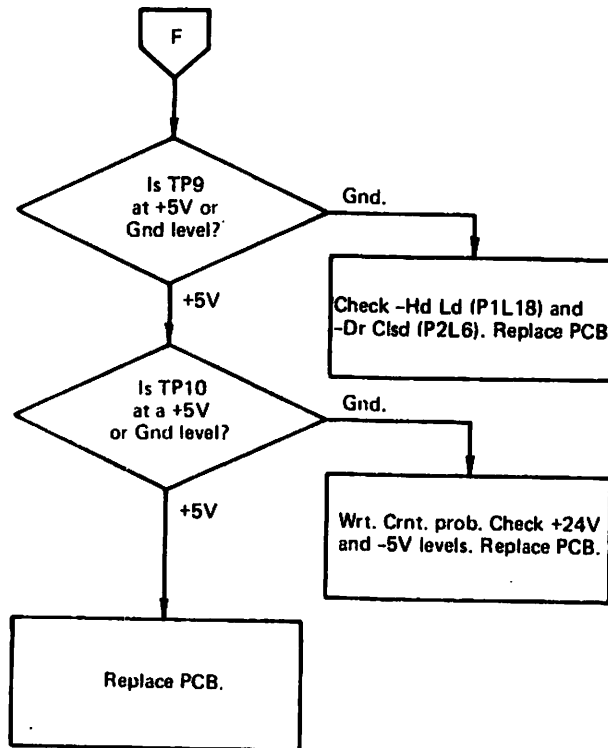 F
Is TP9
at +5V or
Gnd level?
Gnd.
+5V
Check –Hd Ld (P1L18) and
–Dr Clsd (P2L6). Replace PCB
Is TP10
at a +5V
or Gnd level?
Gnd.
+5V
Wrt. Crnt. prob. Check +24V
and -5V levels. Replace PCB.
Replace PCB.